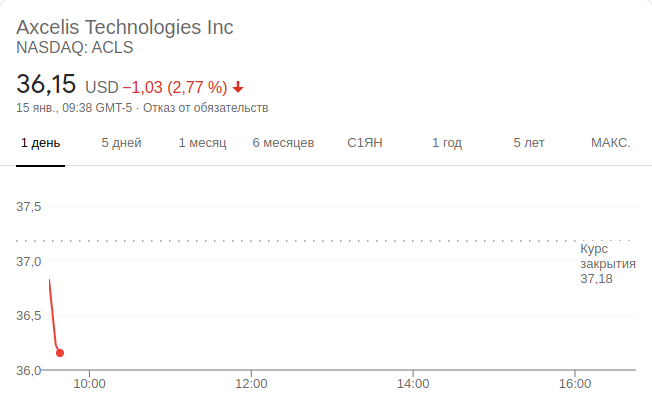 Axcelis Technologies Inc
NASDAQ: ACLS
36,15 USD −1,03 (2,77 %)
15 янв., 09:38 GMT-5 · Отказ от обязательств
1 день 5 дней 1 месяц 6 месяцев С1ЯН 1 год 5 лет МАКС.
37,5
Курс
закрытия
37,18
37,0
36,5
36,0
10:00 12:00 14:00 16:00